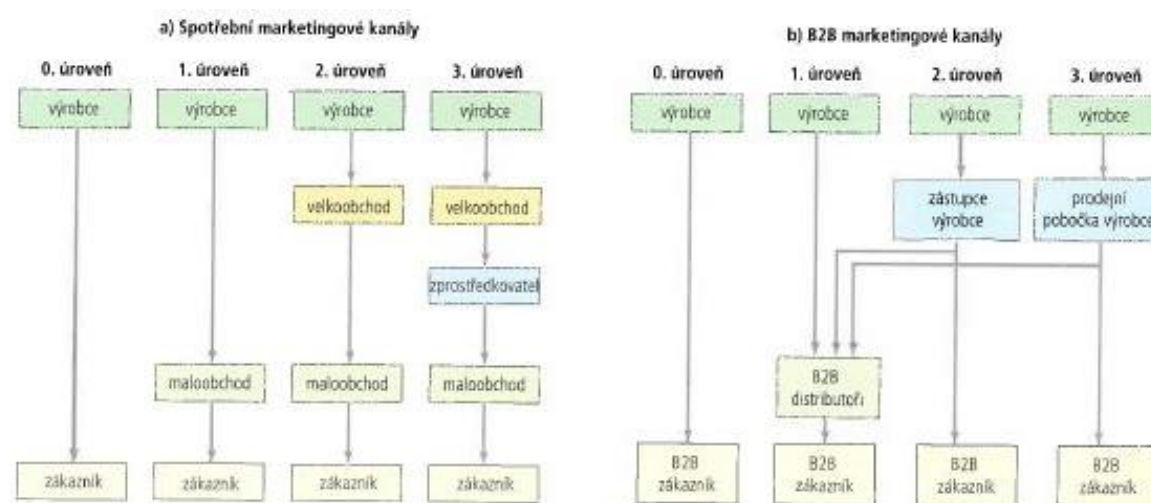 a) Spotřební marketingové kanály
0. úroveň 1. úroveň 2. úroveň 3. úroveň
výrobce výrobce výrobce výrobce
velkoobchod velkoobchod
zprostředkovatel
maloobchod maloobchod maloobchod
zákazník zákazník zákazník zákazník
b) B2B marketingové kanály
0. úroveň 1. úroveň 2. úroveň 3. úroveň
výrobce výrobce výrobce výrobce
zástupce prodejní
výrobce pobočka výrobce
B2B
distributoři
B2B B2B B2B B2B
zákazník zákazník zákazník zákazník